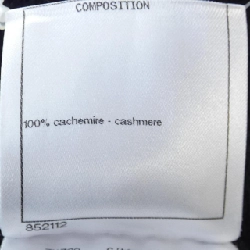 COMPOSITION
100% cachemire - cashmere
852112